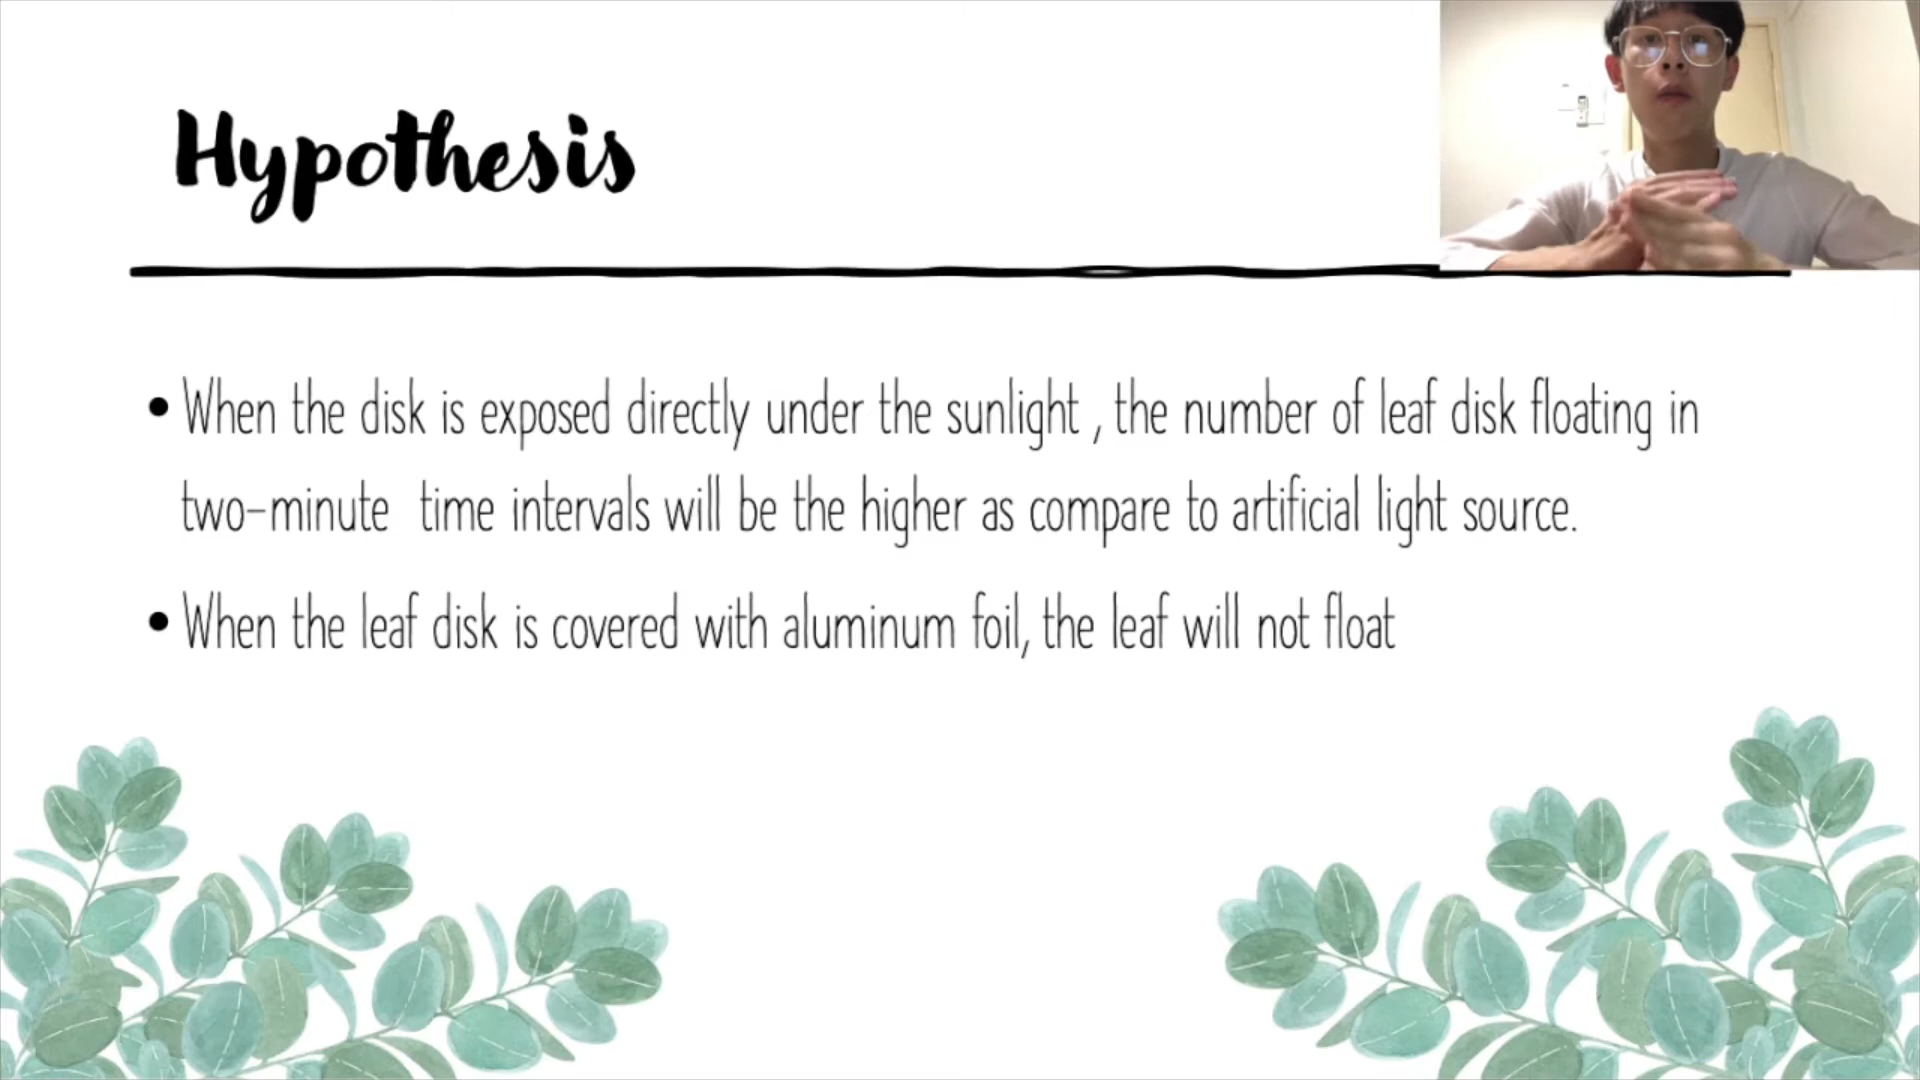 Hypothesis
• When the disk is exposed directly under the sunlight , the number of leaf disk floating in
two-minute time intervals will be the higher as compare to artificial light source.
• When the leaf disk is covered with aluminum foil, the leaf will not float